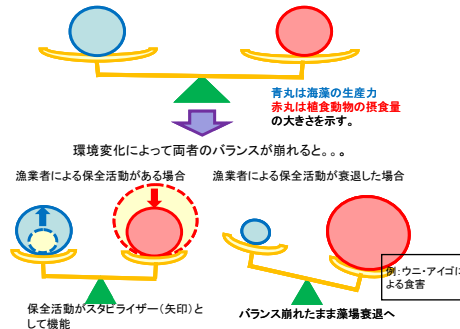 青丸は海藻の生産力
赤丸は植食動物の摂食量
の大きさを示す。
環境変化によって両者のバランスが崩れると。。。
漁業者による保全活動がある場合
漁業者による保全活動が衰退した場合
例：ウニ・アイゴに
よる食害
保全活動がスタビライザー（矢印）と
して機能
バランス崩れたまま藻場衰退へ